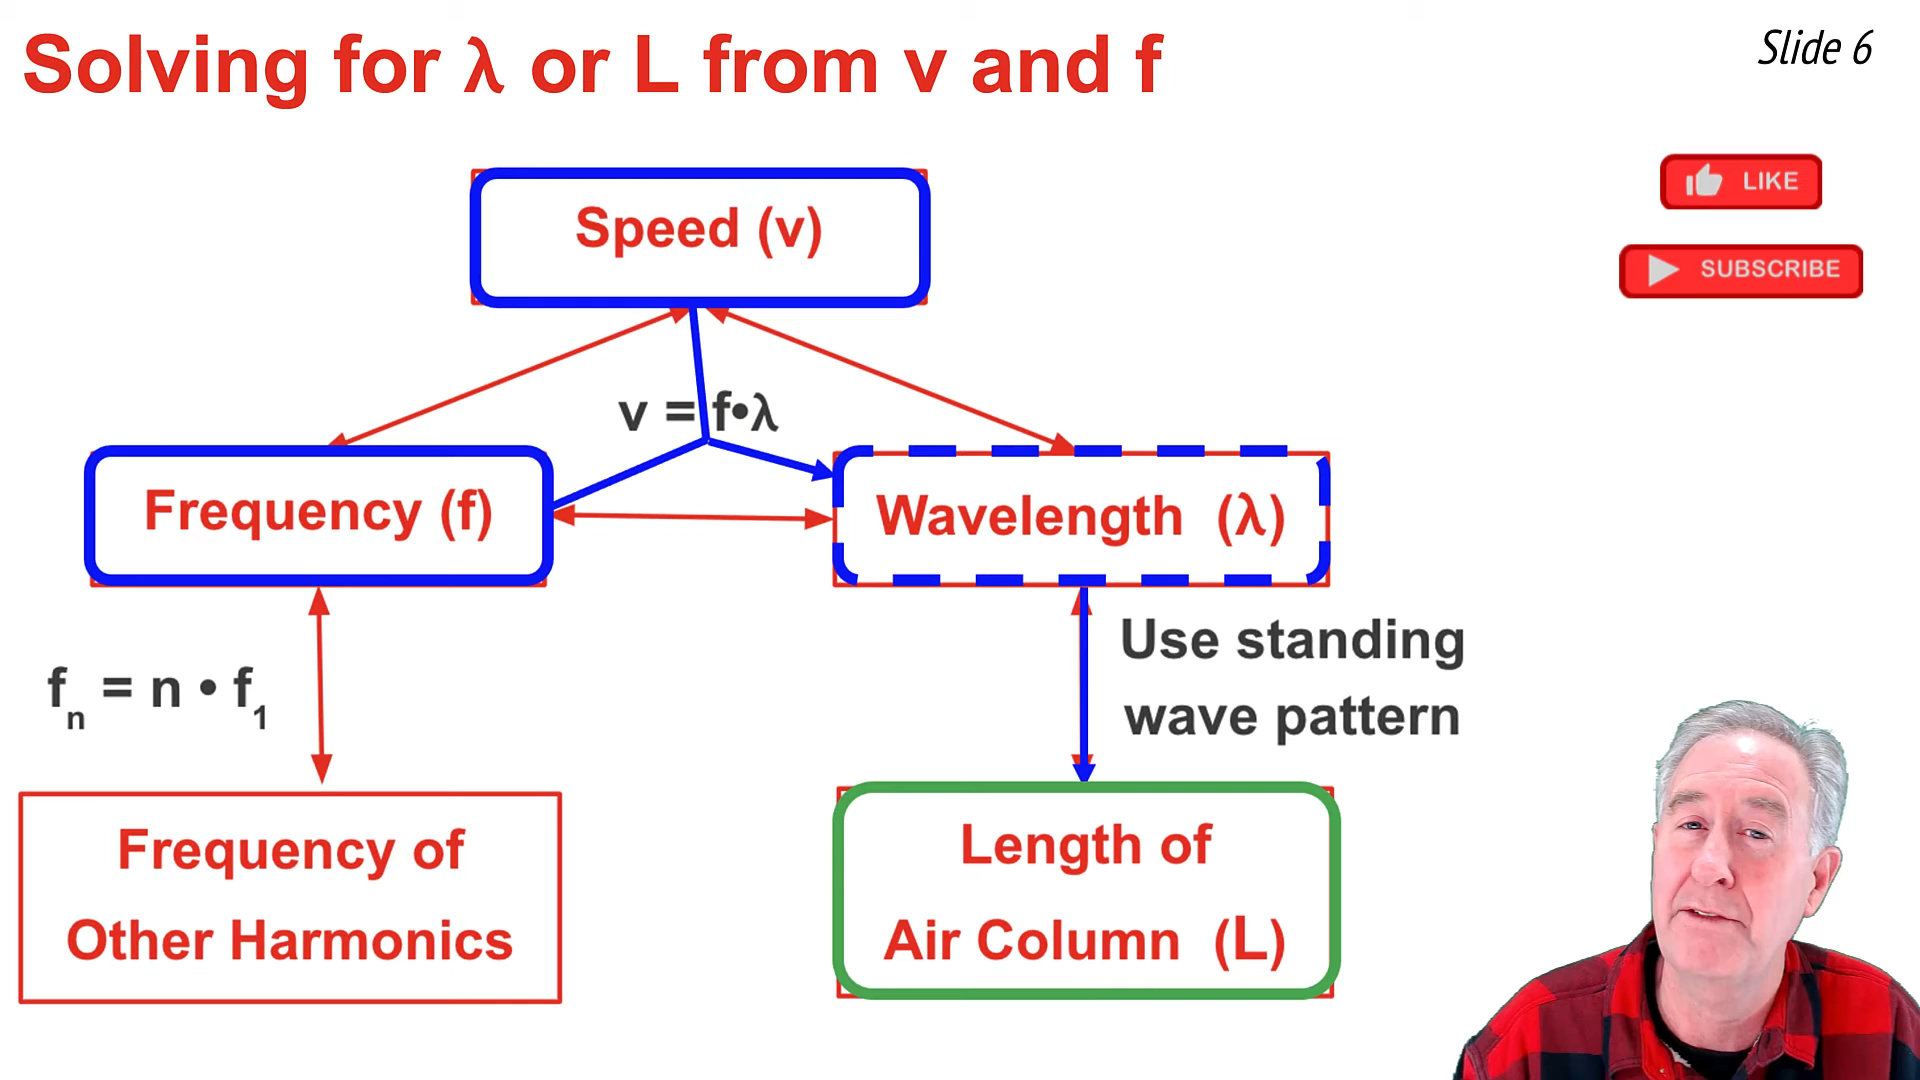 Solving for λ or L from v and f
Slide 6
LIKE
SUBSCRIBE
Speed (v)
v = f•λ
Frequency (f)
Wavelength (λ)
fn = n • f1
Use standing
wave pattern
Frequency of
Other Harmonics
Length of
Air Column (L)